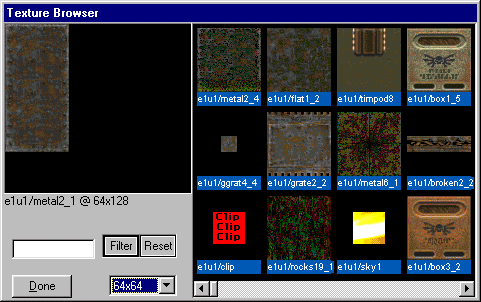 Texture Browser
e1u1/metal2_4 e1u1/flat1_2 e1u1/timpod8 e1u1/box1_5
e1u1/ggrat4_4 e1u1/grate2_2 e1u1/metal6_1 e1u1/broken2_2
Clip
Clip
Clip
e1u1/clip e1u1/rocks19_1 e1u1/sky1 e1u1/box3_2
e1u1/metal2_1 @ 64x128
Filter Reset
Done 64x64